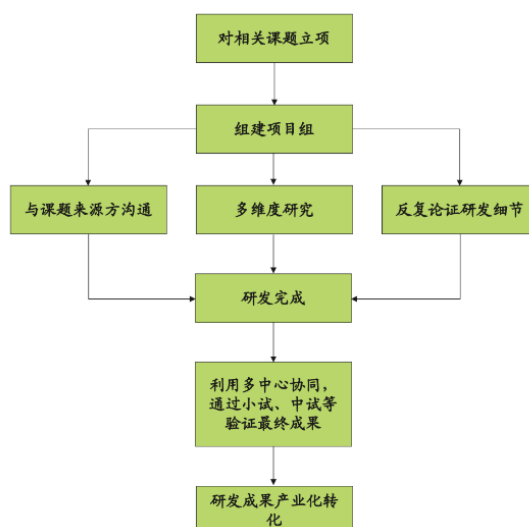 对相关课题立项
组建项目组
与课题来源方沟通
多维度研究
反复论证研发细节
研发完成
利用多中心协同，
通过小试、中试等
验证最终成果
研发成果产业化转
化